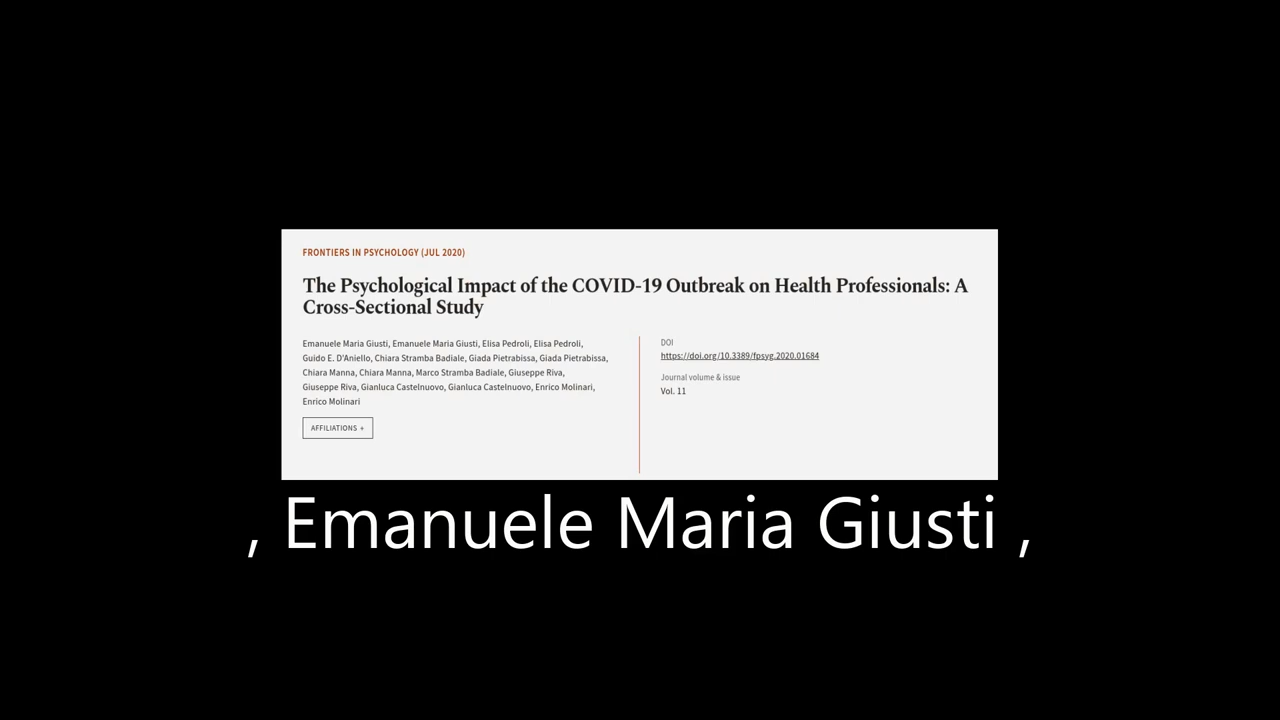 FRONTIERS IN PSYCHOLOGY (JUL 2020)
The Psychological Impact of the COVID-19 Outbreak on Health Professionals: A
Cross-Sectional Study
Emanuele Maria Giusti, Emanuele Maria Giusti, Elisa Pedroli, Elisa Pedroli,
Guido E. D'Aniello, Chiara Stramba Badiale, Giada Pietrabissa, Giada Pietrabissa,
Chiara Manna, Chiara Manna, Marco Stramba Badiale, Giuseppe Riva,
Giuseppe Riva, Gianluca Castelnuovo, Gianluca Castelnuovo, Enrico Molinari,
Enrico Molinari
AFFILIATIONS +
DOI
https://doi.org/10.3389/fpsyg.2020.01684
Journal volume & issue
Vol. 11
, Emanuele Maria Giusti ,